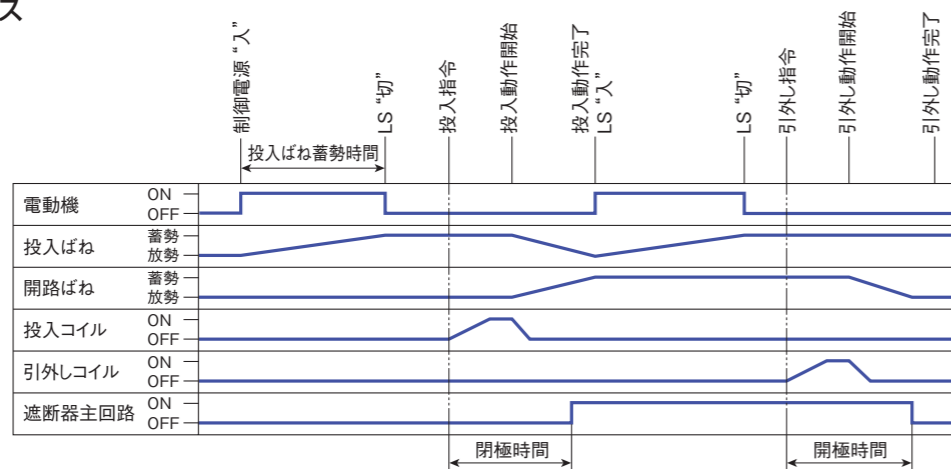 ス
制御電源“入”
LS“切”
投入指令
投入動作開始
投入動作完了
LS“入”
LS“切”
引外し指令
引外し動作開始
引外し動作完了
投入ばね蓄勢時間
電動機 ON
OFF
投入ばね 蓄勢
放勢
開路ばね 蓄勢
放勢
投入コイル ON
OFF
引外しコイル ON
OFF
遮断器主回路 ON
OFF
閉極時間
開極時間